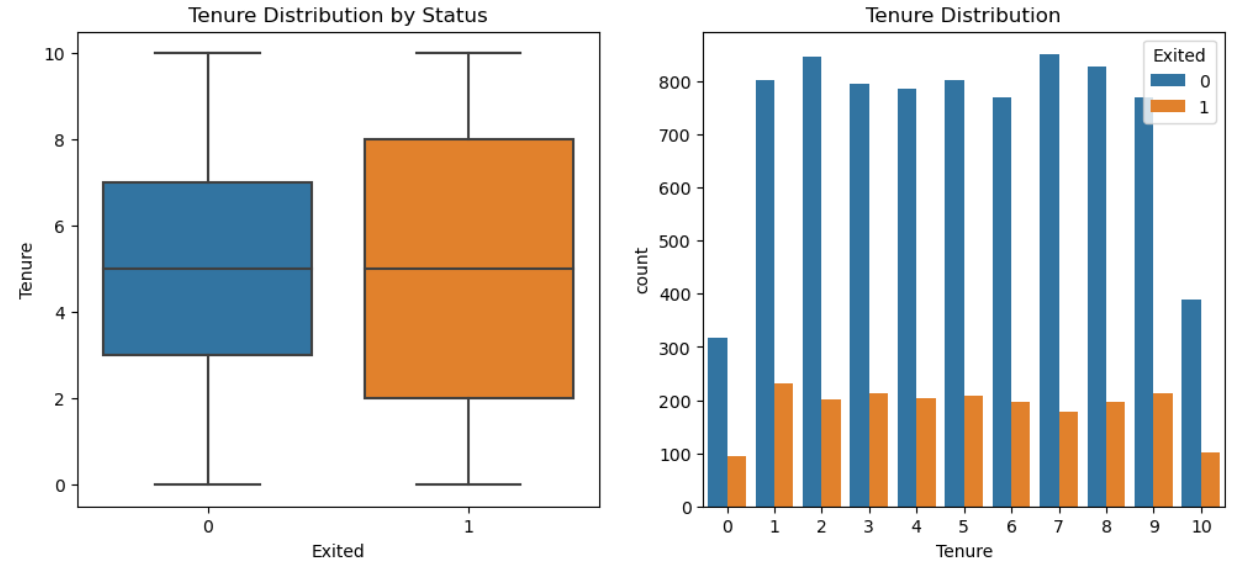 Tenure Distribution by Status
10
8
6
4
2
0
Tenure
0 1
Exited
Tenure Distribution
800
700
600
500
400
300
200
100
0
count
Exited
0
1
0 1 2 3 4 5 6 7 8 9 10
Tenure